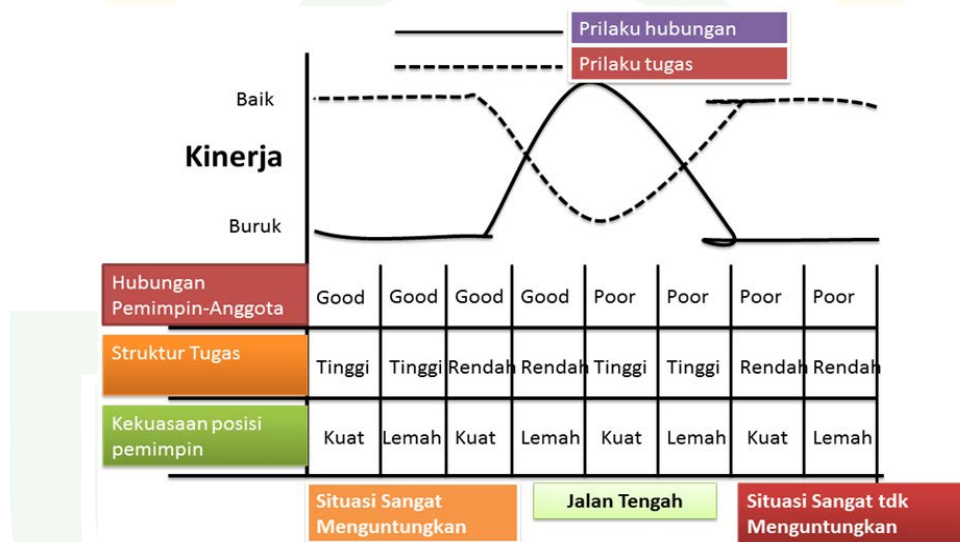 Prilaku hubungan
Prilaku tugas
Baik
Kinerja
Buruk
Hubungan
Pemimpin-Anggota
Good Good Good Good Poor Poor Poor Poor
Struktur Tugas
Tinggi Tinggi Rendah Rendah Tinggi Tinggi Rendah Rendah
Kekuasaan posisi
pemimpin
Kuat Lemah Kuat Lemah Kuat Lemah Kuat Lemah
Situasi Sangat
Menguntungkan
Jalan Tengah
Situasi Sangat tdk
Menguntungkan